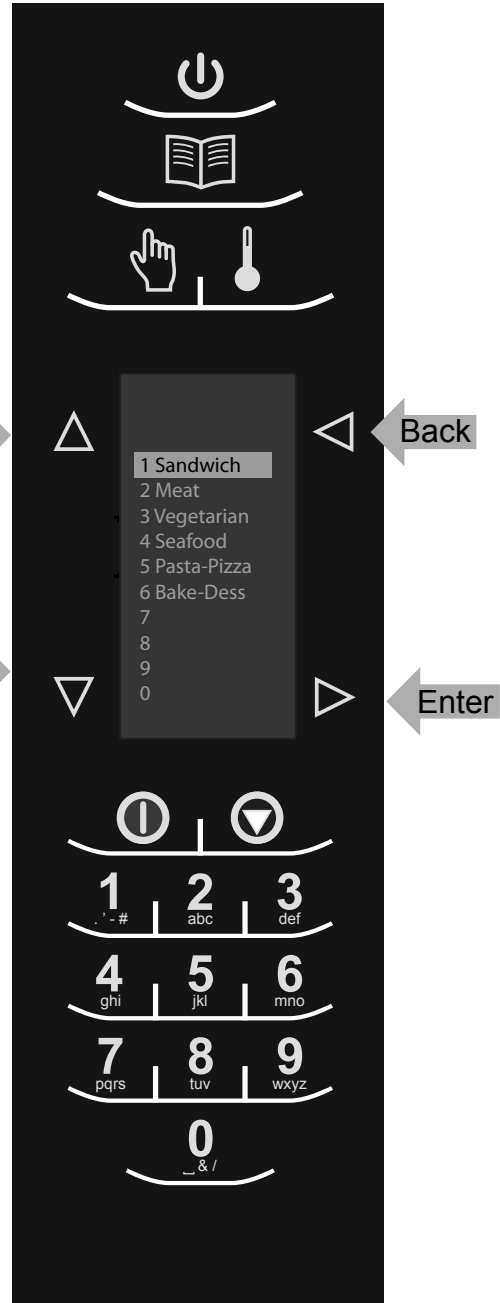 Back
1 Sandwich
2 Meat
3 Vegetarian
4 Seafood
5 Pasta-Pizza
6 Bake-Dess
7
8
9
0
Enter
1 2 3
. ' - # abc def
4 5 6
ghi jkl mno
7 8 9
pqrs tuv wxyz
0
⎵ & /